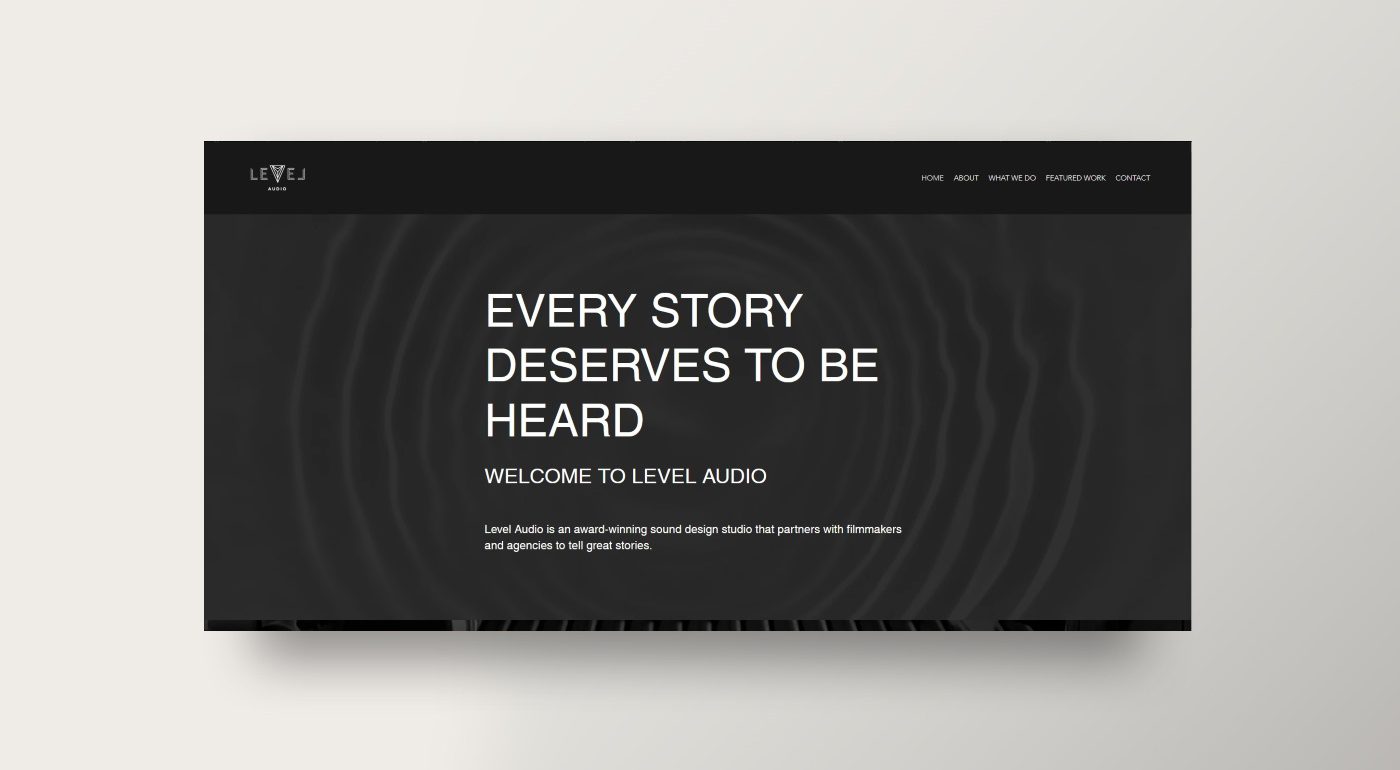 LEVEL
AUDIO
HOME ABOUT WHAT WE DO FEATURED WORK CONTACT
EVERY STORY
DESERVES TO BE
HEARD
WELCOME TO LEVEL AUDIO
Level Audio is an award-winning sound design studio that partners with filmmakers
and agencies to tell great stories.